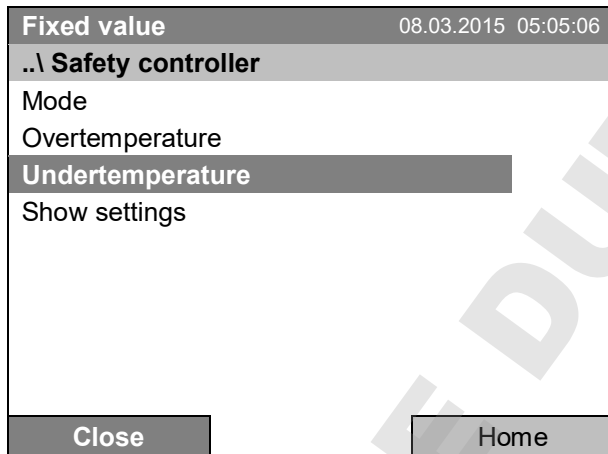 Fixed value 08.03.2015 05:05:06
..\ Safety controller
Mode
Overtemperature
Undertemperature
Show settings
Close Home